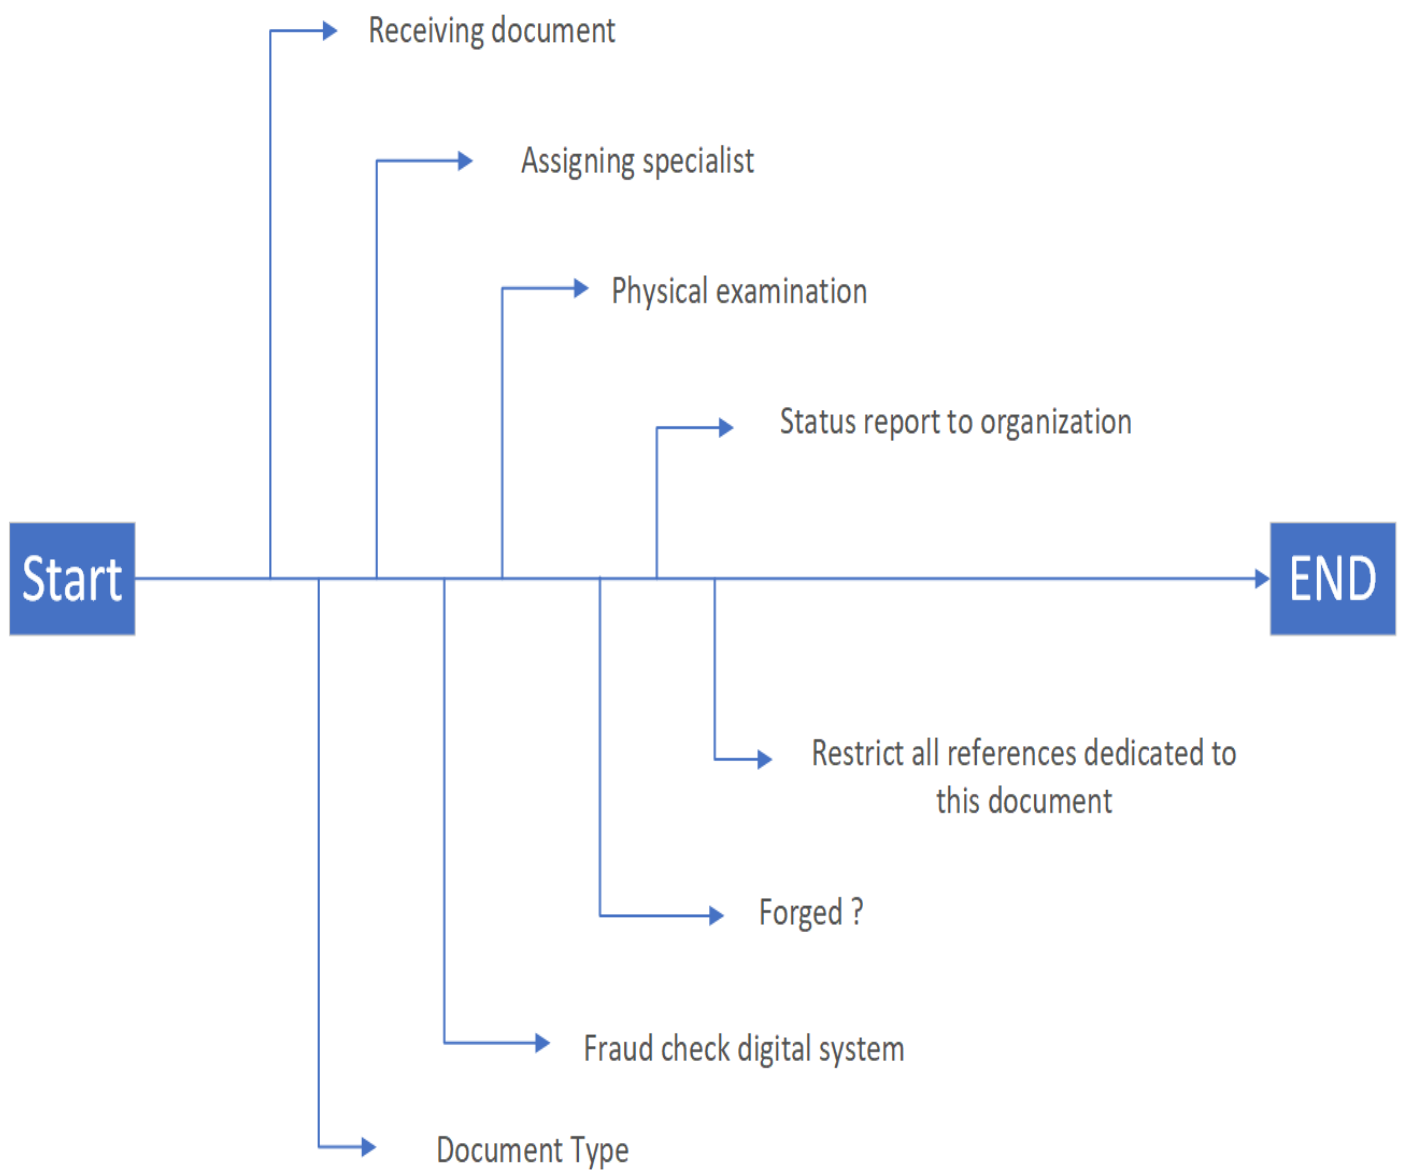 Receiving document
Assigning specialist
Physical examination
Status report to organization
Start
END
Restrict all references dedicated to
this document
Forged ?
Fraud check digital system
Document Type